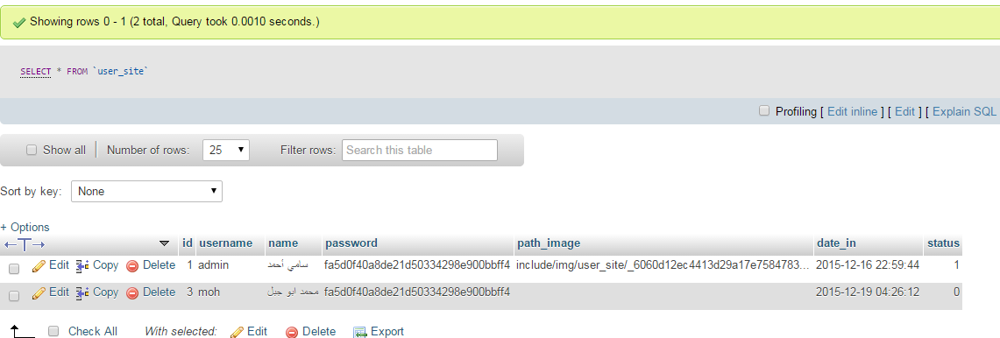 Showing rows 0 - 1 (2 total, Query took 0.0010 seconds.)
SELECT * FROM `user_site`
Profiling [ Edit inline ] [ Edit ] [ Explain SQL
Show all Number of rows: 25 Filter rows: Search this table
Sort by key: None
+ Options
id username name password path_image date_in status
Edit Copy Delete 1 admin سامي أحمد fa5d0f40a8de21d50334298e900bbff4 include/img/user_site/_6060d12ec4413d29a17e7584783... 2015-12-16 22:59:44 1
Edit Copy Delete 3 moh محمد ابو جبل fa5d0f40a8de21d50334298e900bbff4 2015-12-19 04:26:12 0
Check All With selected: Edit Delete Export